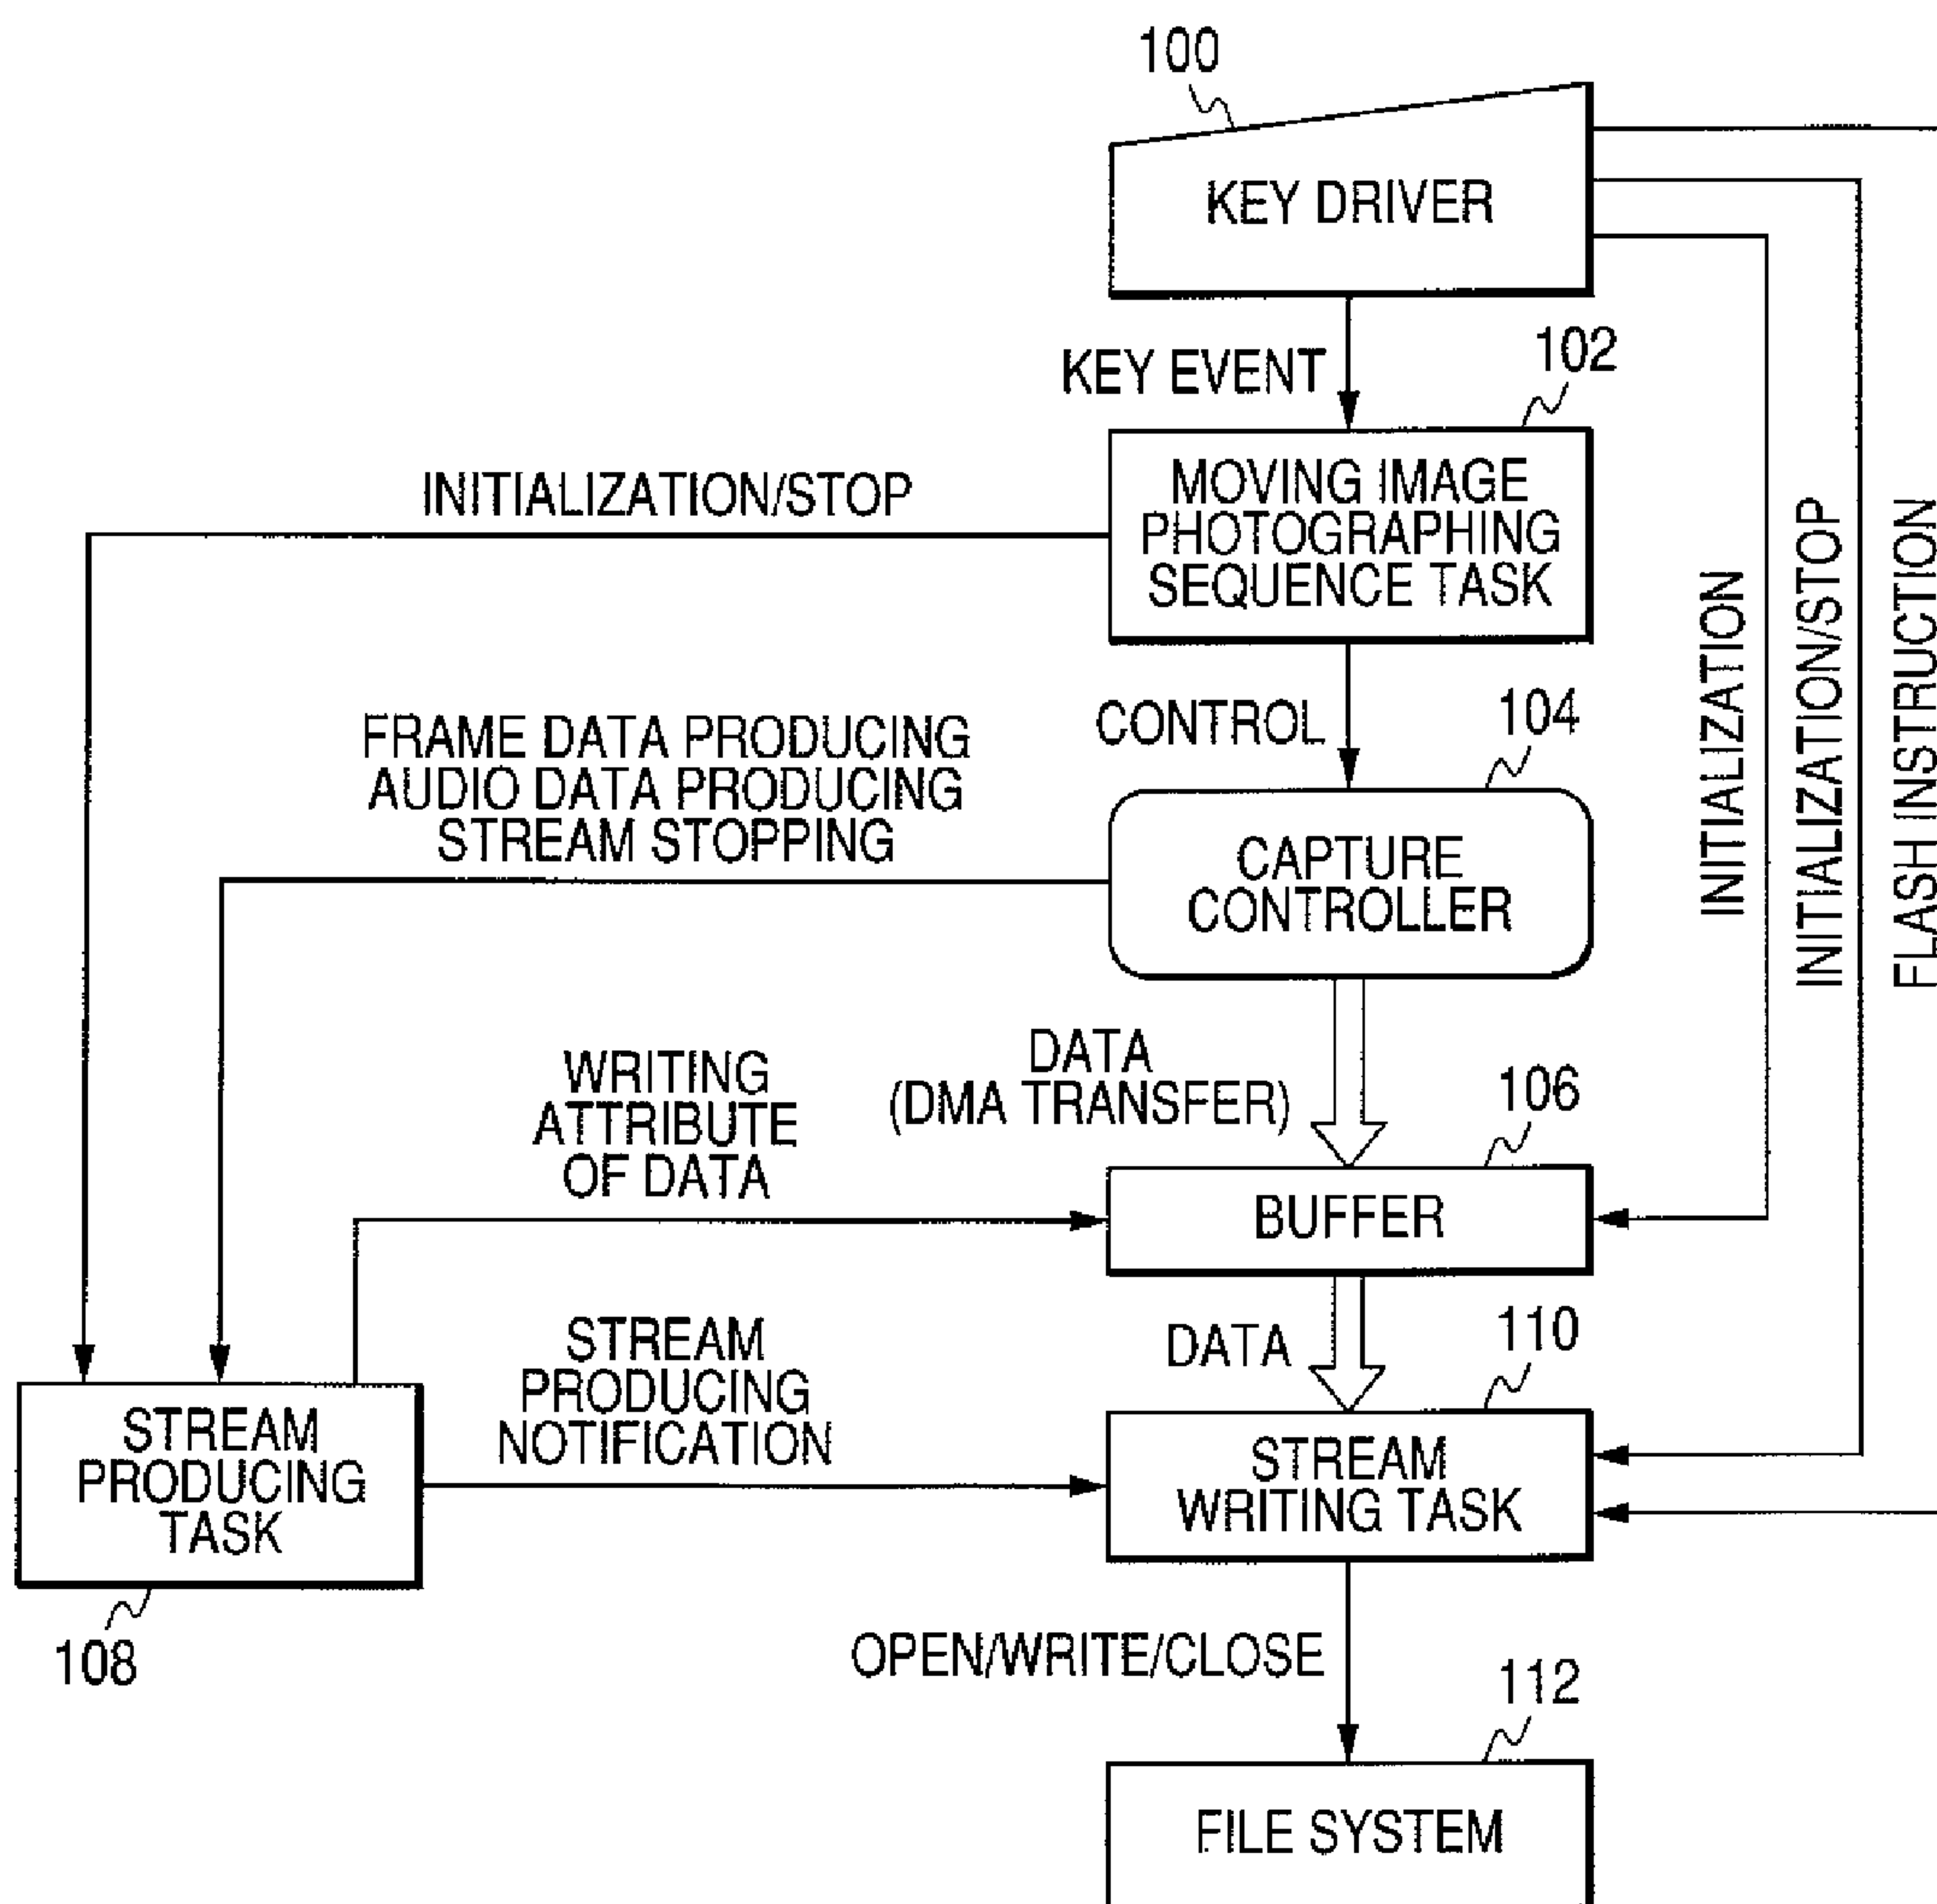 100
KEY DRIVER
KEY EVENT
102
MOVING IMAGE
PHOTOGRAPHING
SEQUENCE TASK
INITIALIZATION/STOP
INITIALIZATION
INITIALIZATION/STOP
FLASH INSTRUCTION
CONTROL
104
FRAME DATA PRODUCING
AUDIO DATA PRODUCING
STREAM STOPPING
CAPTURE
CONTROLLER
WRITING
ATTRIBUTE
OF DATA
DATA
(DMA TRANSFER)
106
BUFFER
STREAM
PRODUCING
NOTIFICATION
DATA
110
STREAM
PRODUCING
TASK
STREAM
WRITING TASK
108
OPEN/WRITE/CLOSE
112
FILE SYSTEM